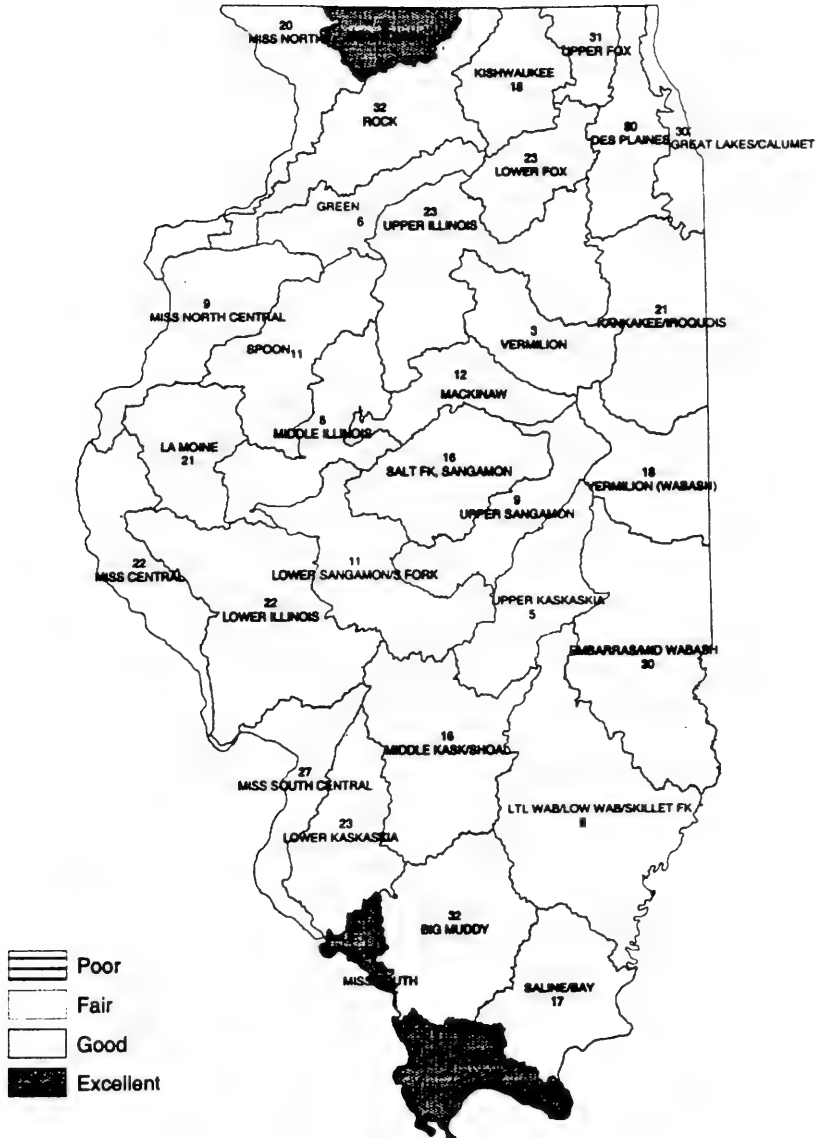 20
MISS NORTH
31
UPPER FOX
KISHWAUKEE
18
32
ROCK
80
DES PLAINES
30
GREAT LAKES/CALUMET
23
LOWER FOX
GREEN
6
23
UPPER ILLINOIS
9
MISS NORTH CENTRAL
21
KANKAKEE/IROQUOIS
3
VERMILION
SPOON 11
12
MACKINAW
MIDDLE ILLINOIS
LA MOINE
21
16
SALT FK, SANGAMON
18
VERMILION (WABASH)
9
UPPER SANGAMON
22
MISS CENTRAL
11
LOWER SANGAMON/S FORK
22
LOWER ILLINOIS
UPPER KASKASKIA
5
EMBARRAS/MID WABASH
30
16
MIDDLE KASK/SHOAL
27
MISS SOUTH CENTRAL
LTL WAB/LOW WAB/SKILLET FK
23
LOWER KASKASKIA
32
BIG MUDDY
MISS SOUTH
SALINE/BAY
17
Poor
Fair
Good
Excellent